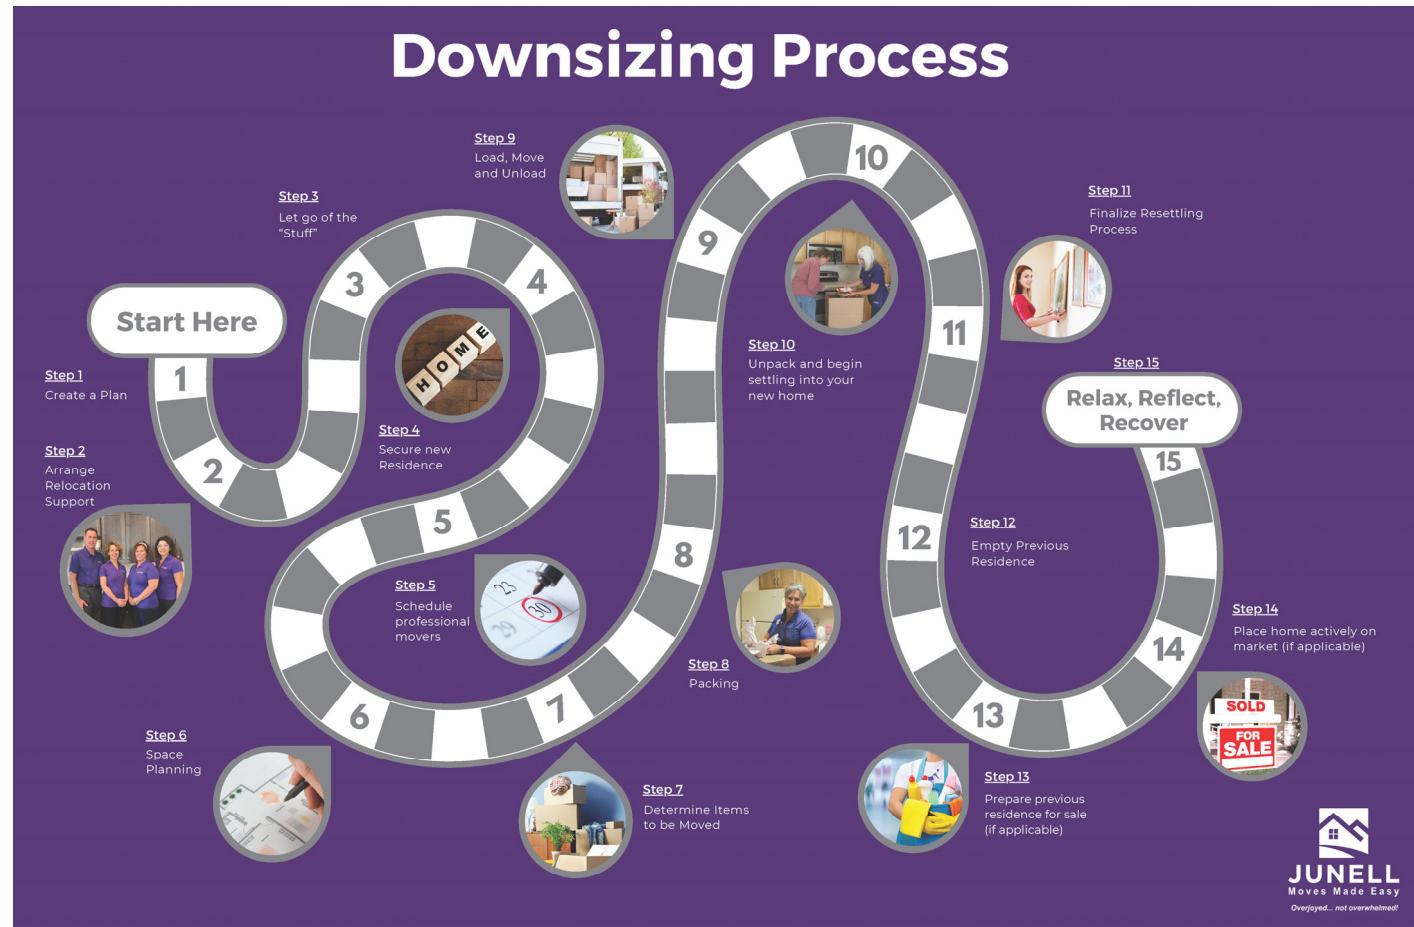 Downsizing Process
Start Here
Step 1
Create a Plan
1
Step 2
Arrange
Relocation
Support
2
Step 3
Let go of the
“Stuff”
3
Step 4
Secure new
Residence
4
HOME
Step 5
Schedule
professional
movers
5
23
30
29
Step 6
Space
Planning
6
Step 7
Determine Items
to be Moved
7
Step 8
Packing
8
Step 9
Load, Move
and Unload
9
Step 10
Unpack and begin
settling into your
new home
10
Step 11
Finalize Resettling
Process
11
Step 12
Empty Previous
Residence
12
Step 13
Prepare previous
residence for sale
(if applicable)
13
Step 14
Place home actively on
market (if applicable)
14
SOLD
FOR
SALE
Step 15
Relax, Reflect,
Recover
15
JUNELL
Moves Made Easy
Overjoyed... not overwhelmed!